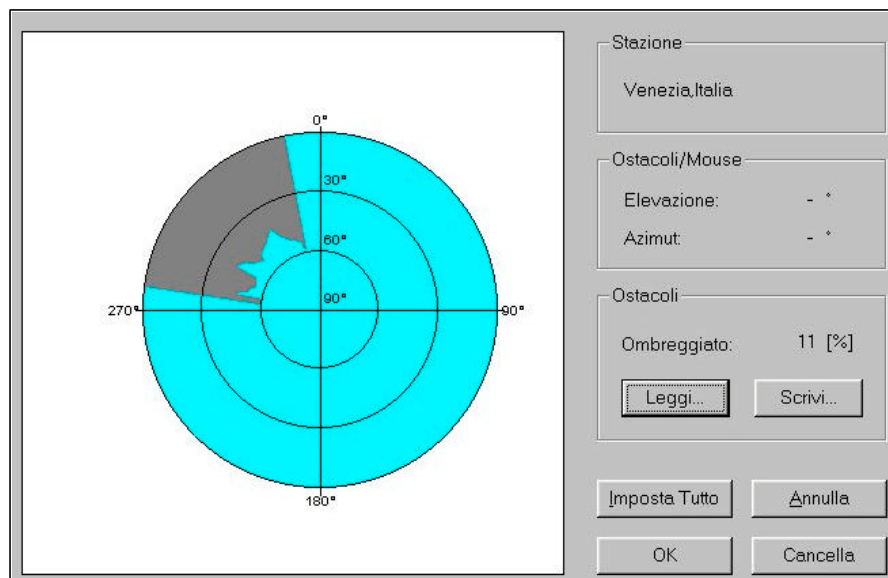 0°
30°
60°
90°
270°
90°
180°
Stazione
Venezia,Italia
Ostacoli/Mouse
Elevazione: - °
Azimut: - °
Ostacoli
Ombreggiato: 11 [%]
Leggi... Scrivi...
Imposta Tutto Annulla
OK Cancella